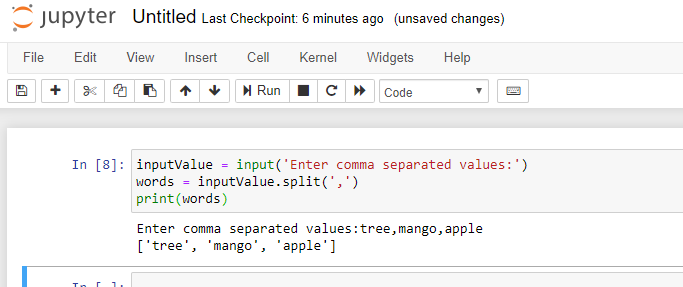 jupyter Untitled Last Checkpoint: 6 minutes ago (unsaved changes)
File Edit View Insert Cell Kernel Widgets Help
Run Code
In [8]: inputValue = input('Enter comma separated values:')
words = inputValue.split(',')
print(words)
Enter comma separated values:tree,mango,apple
['tree', 'mango', 'apple']
In [ ]: